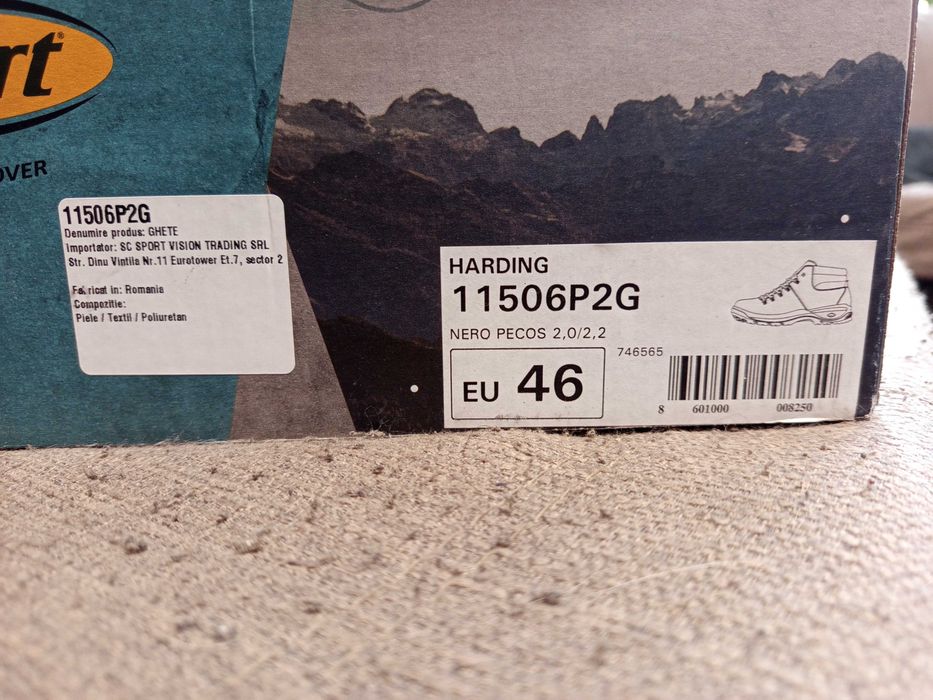 rt®
OVER
11506P2G
Denumire produs: GHETE
Importator: SC SPORT VISION TRADING SRL
Str. Dinu Vintila Nr.11 Eurotower Et.7, sector 2
Fabricat in: Romania
Compozitie:
Piele / Textil / Poliuretan
HARDING
11506P2G
NERO PECOS 2,0/2,2
EU 46
746565
8 601000 008250